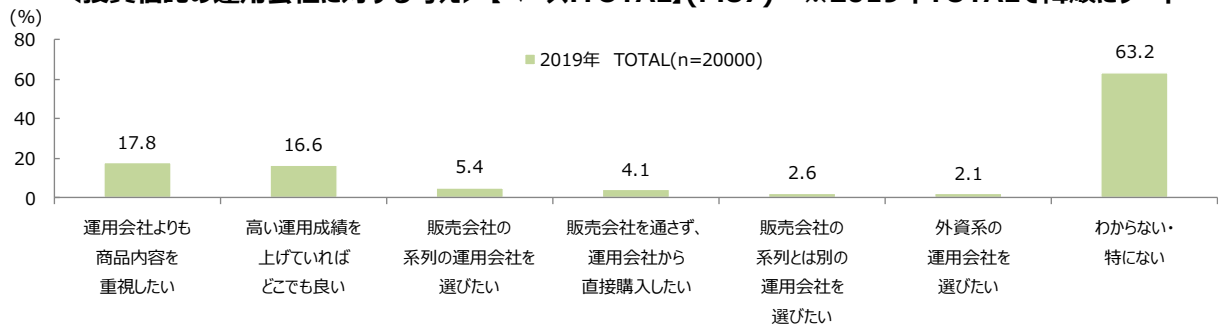 (%)
80
60
40
20
0
2019年 TOTAL(n=20000)
17.8
16.6
5.4
4.1
2.6
2.1
63.2
運用会社よりも
商品内容を
重視したい
高い運用成績を
上げていれば
どこでも良い
販売会社の
系列の運用会社を
選びたい
販売会社を通さず、
運用会社から
直接購入したい
販売会社の
系列とは別の
運用会社を
選びたい
外資系の
運用会社を
選びたい
わからない・
特にない